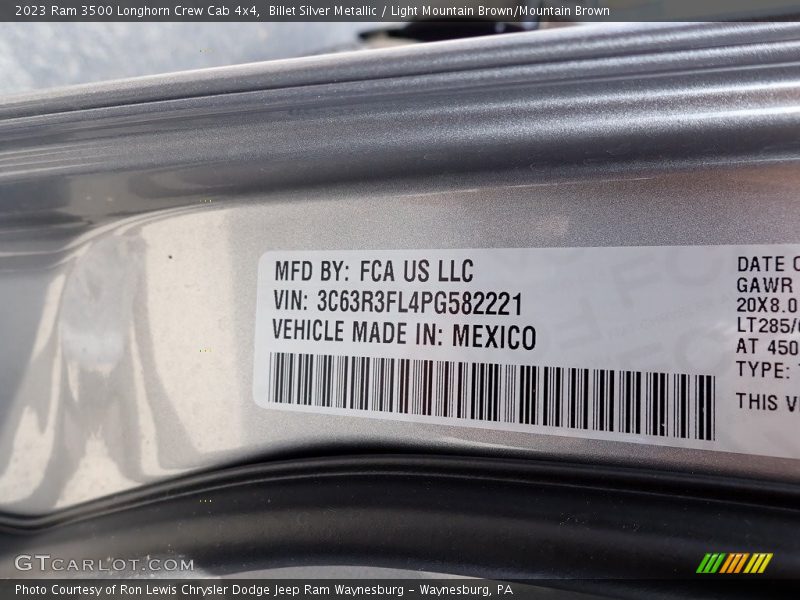 2023 Ram 3500 Longhorn Crew Cab 4x4,  Billet Silver Metallic / Light Mountain Brown/Mountain Brown
MFD BY: FCA US LLC
VIN: 3C63R3FL4PG582221
VEHICLE MADE IN: MEXICO
DATE O
GAWR
20X8.0
LT285/
AT 450
TYPE:
THIS V
GTCARLOT.COM
Photo Courtesy of Ron Lewis Chrysler Dodge Jeep Ram Waynesburg – Waynesburg, PA